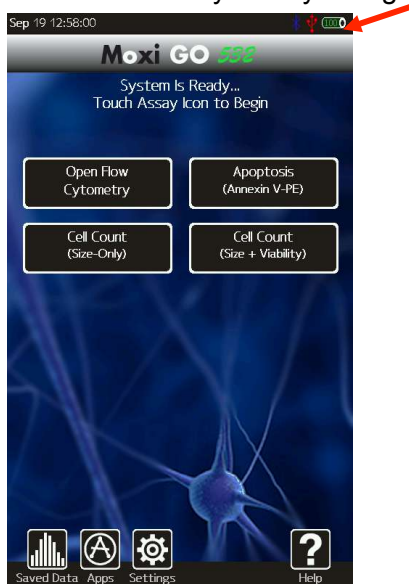 Sep 19 12:58:00
100
Moxi GO 532
System Is Ready...
Touch Assay Icon to Begin
Open Flow
Cytometry
Apoptosis
(Annexin V-PE)
Cell Count
(Size-Only)
Cell Count
(Size + Viability)
Saved Data Apps Settings
?
Help